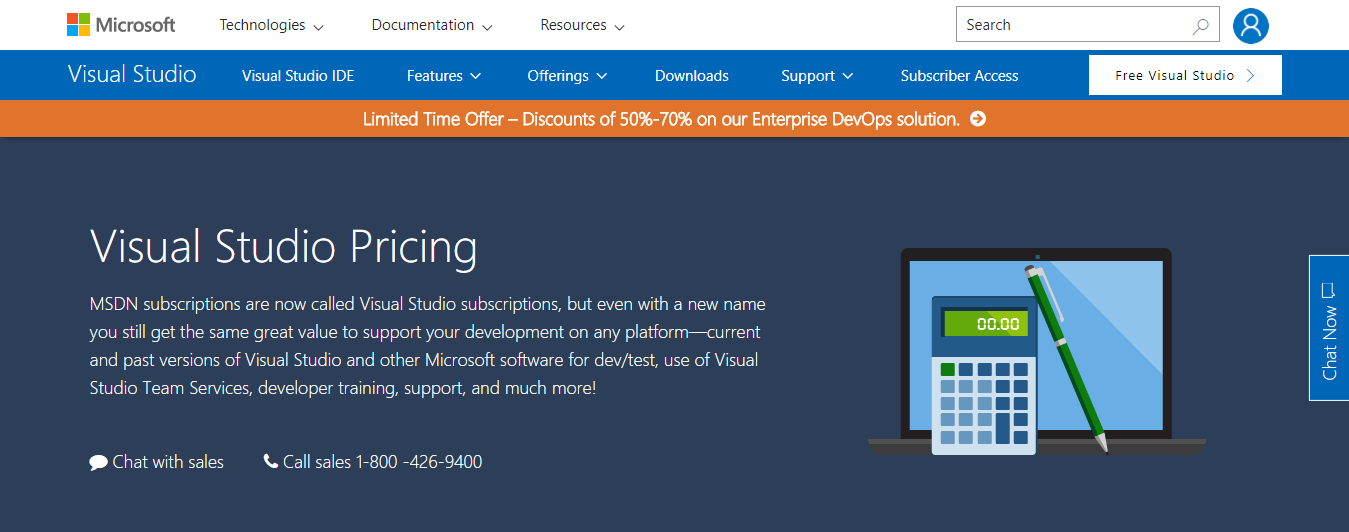 Microsoft Technologies Documentation Resources Search
Visual Studio Visual Studio IDE Features Offerings Downloads Support Subscriber Access Free Visual Studio
Limited Time Offer – Discounts of 50%-70% on our Enterprise DevOps solution.
Visual Studio Pricing
MSDN subscriptions are now called Visual Studio subscriptions, but even with a new name
you still get the same great value to support your development on any platform—current
and past versions of Visual Studio and other Microsoft software for dev/test, use of Visual
Studio Team Services, developer training, support, and much more!
Chat with sales Call sales 1-800 -426-9400
00.00
Chat Now